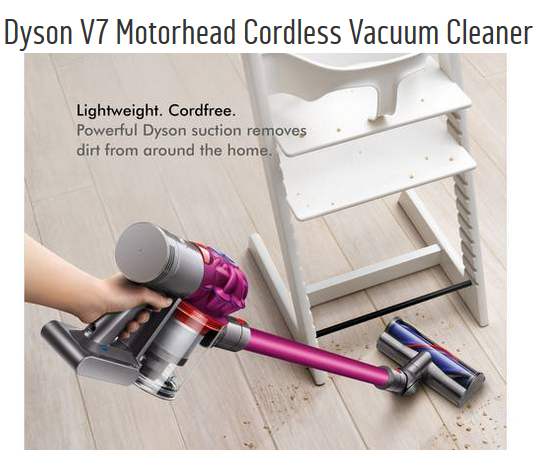 Dyson V7 Motorhead Cordless Vacuum Cleaner
Lightweight. Cordfree.
Powerful Dyson suction removes
dirt from around the home.